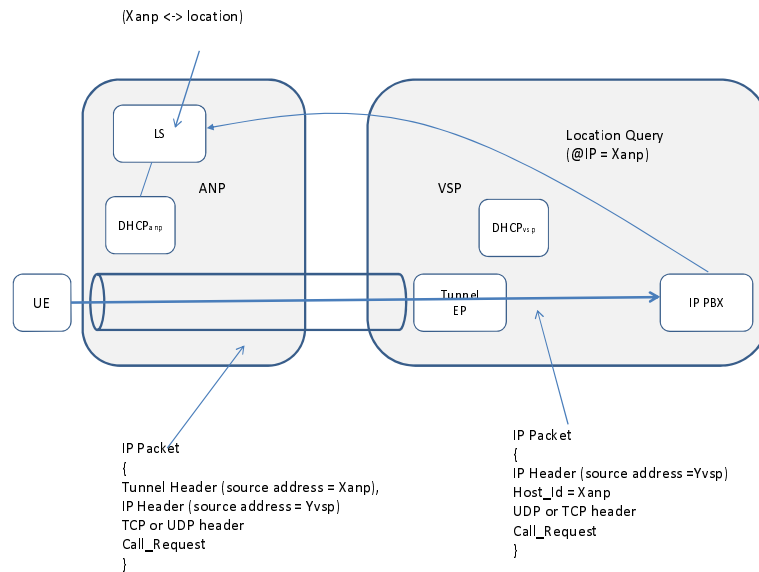 (Xanp <-> location)
LS
Location Query
(@IP = Xanp)
ANP
VSP
DHCPanp
DHCPvsp
UE
Tunnel
EP
IP PBX
IP Packet
{
Tunnel Header (source address = Xanp),
IP Header (source address = Yvsp)
TCP or UDP header
Call_Request
}
IP Packet
{
IP Header (source address =Yvsp)
Host_Id = Xanp
UDP or TCP header
Call_Request
}